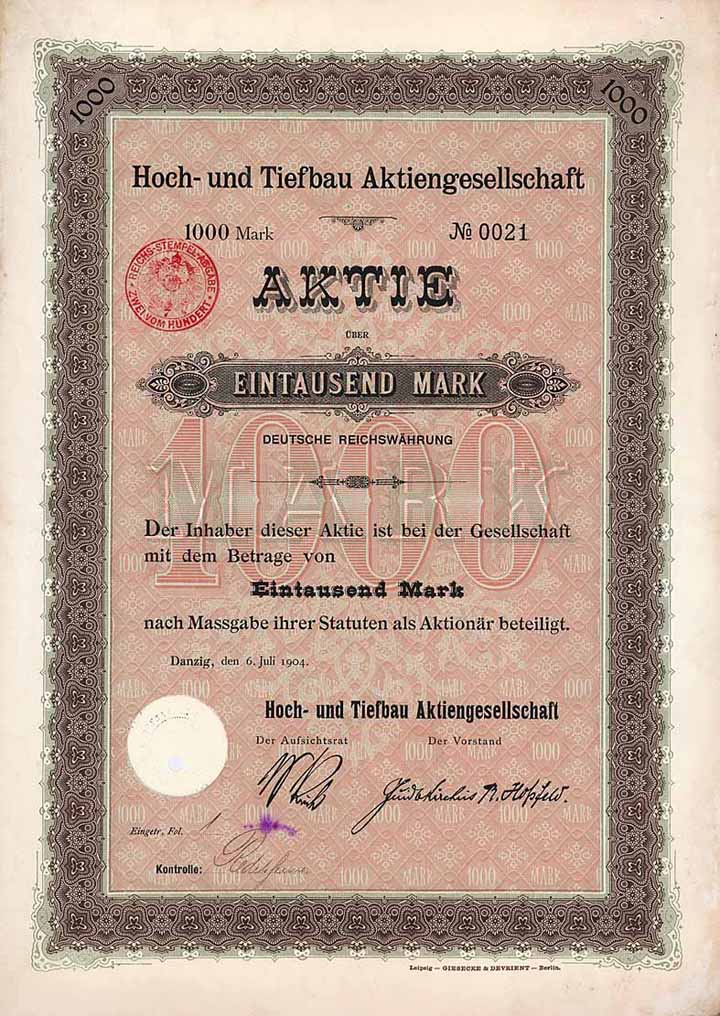 1000
1000
Hoch- und Tiefbau Aktiengesellschaft
1000 Mark
№ 0021
REICHS-STEMPEL-ABGABE
ZWEI VOM HUNDERT
AKTIE
ÜBER
EINTAUSEND MARK
DEUTSCHE REICHSWÄHRUNG
1000
MARK
Der Inhaber dieser Aktie ist bei der Gesellschaft
mit dem Betrage von
Eintausend Mark
nach Massgabe ihrer Statuten als Aktionär beteiligt.
Danzig, den 6. Juli 1904.
Hoch- und Tiefbau Aktiengesellschaft
Der Aufsichtsrat
Der Vorstand
Eingetr. Fol. 1
Kontrolle:
Leipzig — GIESECKE & DEVRIENT — Berlin.